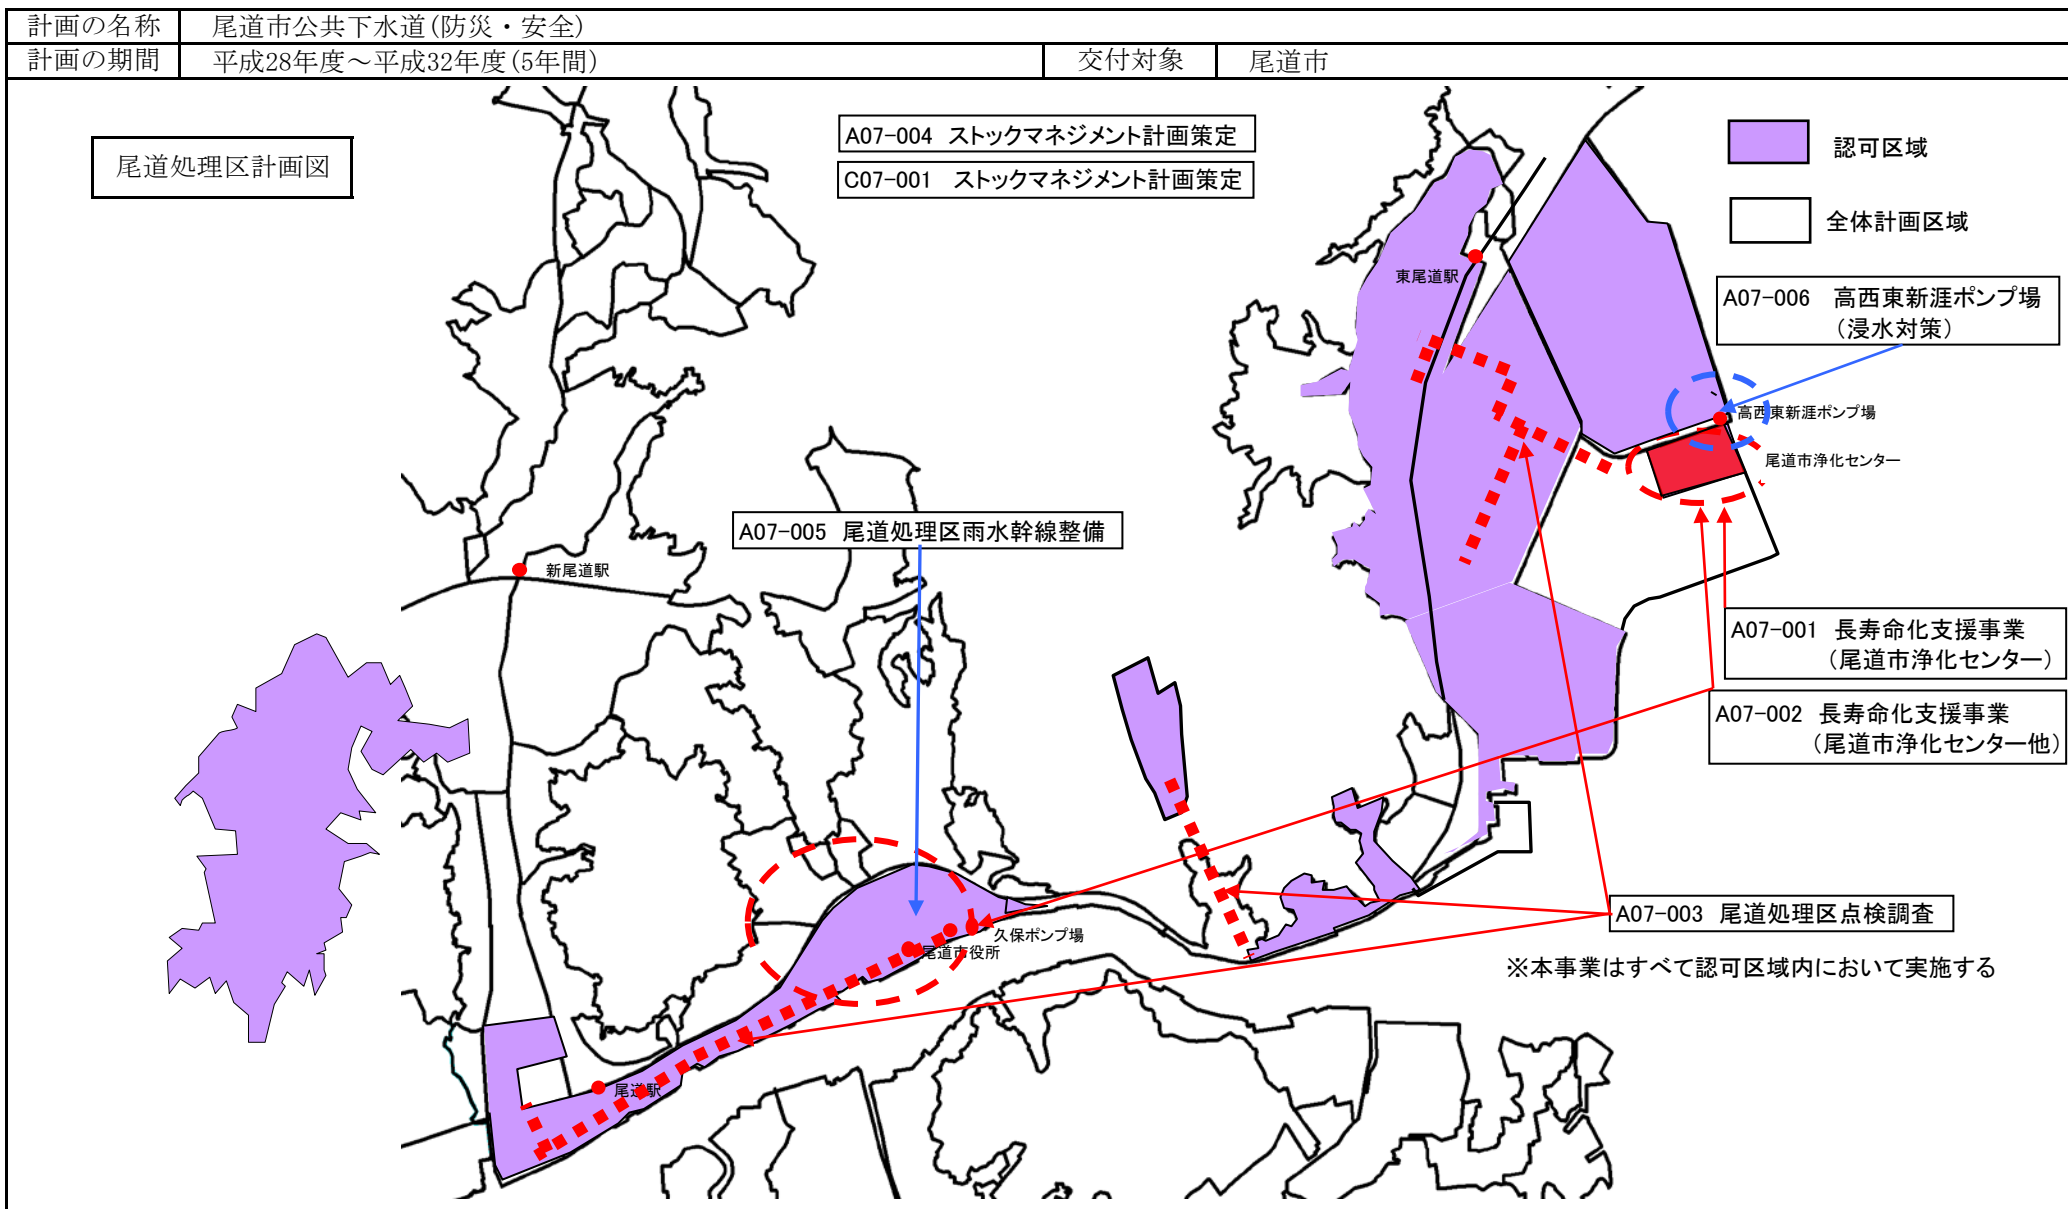 計画の名称 尾道市公共下水道(防災・安全)
計画の期間 平成28年度～平成32年度(5年間) 交付対象 尾道市
尾道処理区計画図
A07-004 ストックマネジメント計画策定
C07-001 ストックマネジメント計画策定
認可区域
全体計画区域
東尾道駅
A07-006 高西東新涯ポンプ場
(浸水対策)
高西東新涯ポンプ場
尾道市浄化センター
A07-005 尾道処理区雨水幹線整備
新尾道駅
A07-001 長寿命化支援事業
(尾道市浄化センター)
A07-002 長寿命化支援事業
(尾道市浄化センター他)
A07-003 尾道処理区点検調査
久保ポンプ場
尾道市役所
※本事業はすべて認可区域内において実施する
尾道駅